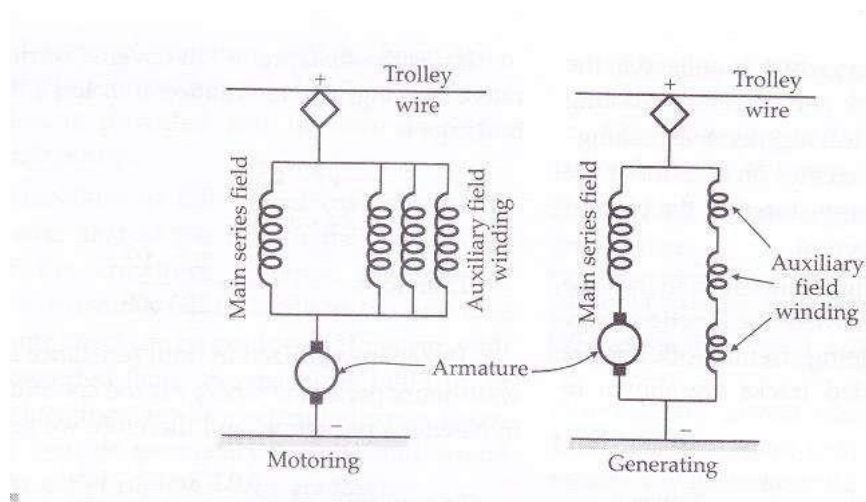 +
Trolley
wire
Main series field
Auxiliary field
winding
−
Motoring
+
Trolley
wire
Main series field
Auxiliary
field
winding
Armature
−
Generating